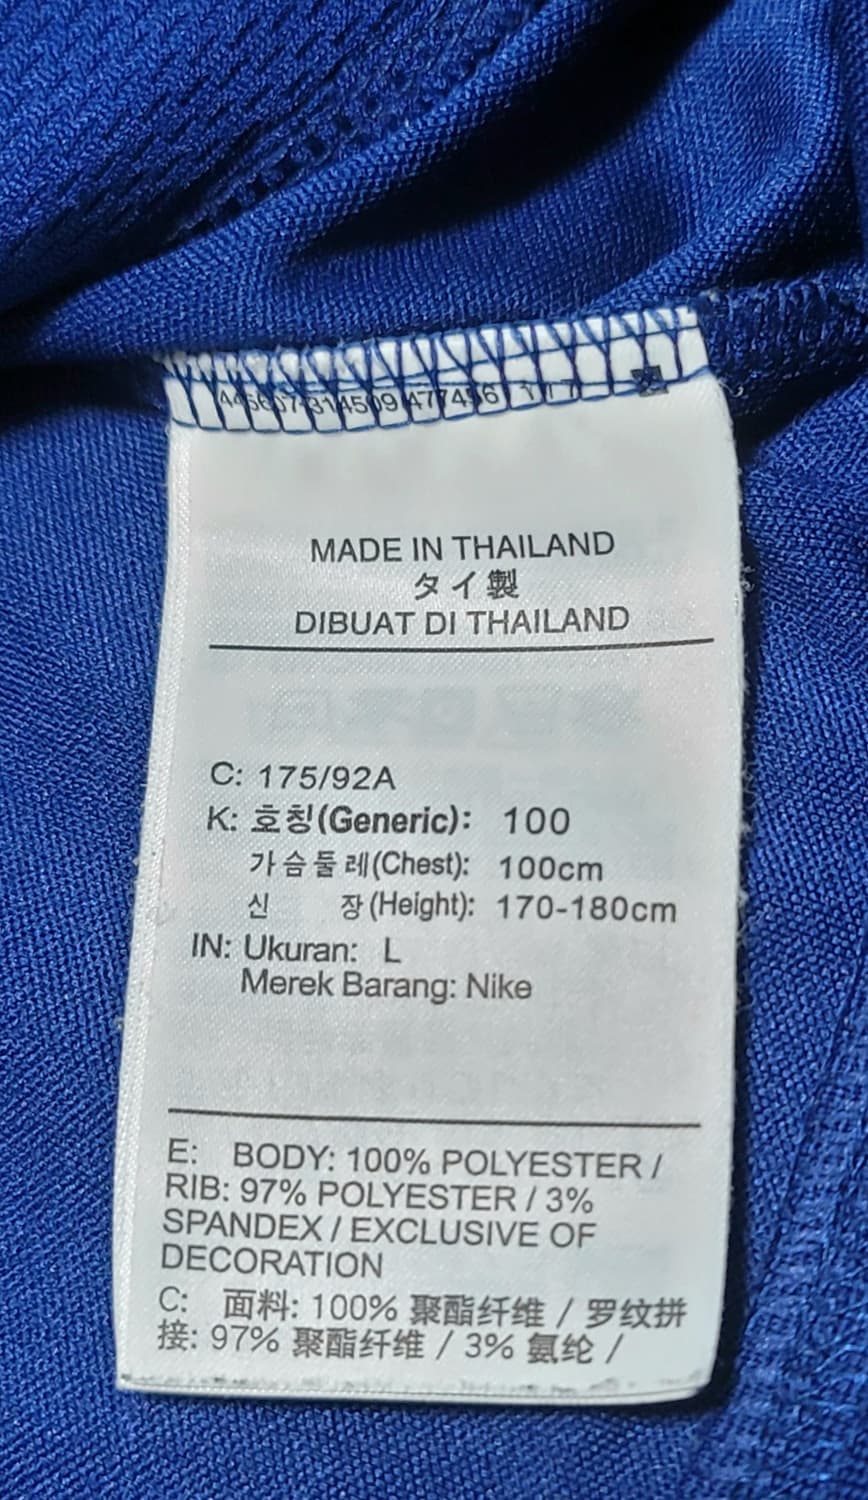 MADE IN THAILAND
タイ製
DIBUAT DI THAILAND
C: 175/92A
K: 호칭(Generic): 100
가슴둘레(Chest): 100cm
신 장(Height): 170-180cm
IN: Ukuran: L
Merek Barang: Nike
E: BODY: 100% POLYESTER /
RIB: 97% POLYESTER / 3%
SPANDEX / EXCLUSIVE OF
DECORATION
C: 面料: 100% 聚酯纤维 / 罗纹拼
接: 97% 聚酯纤维 / 3% 氨纶 /